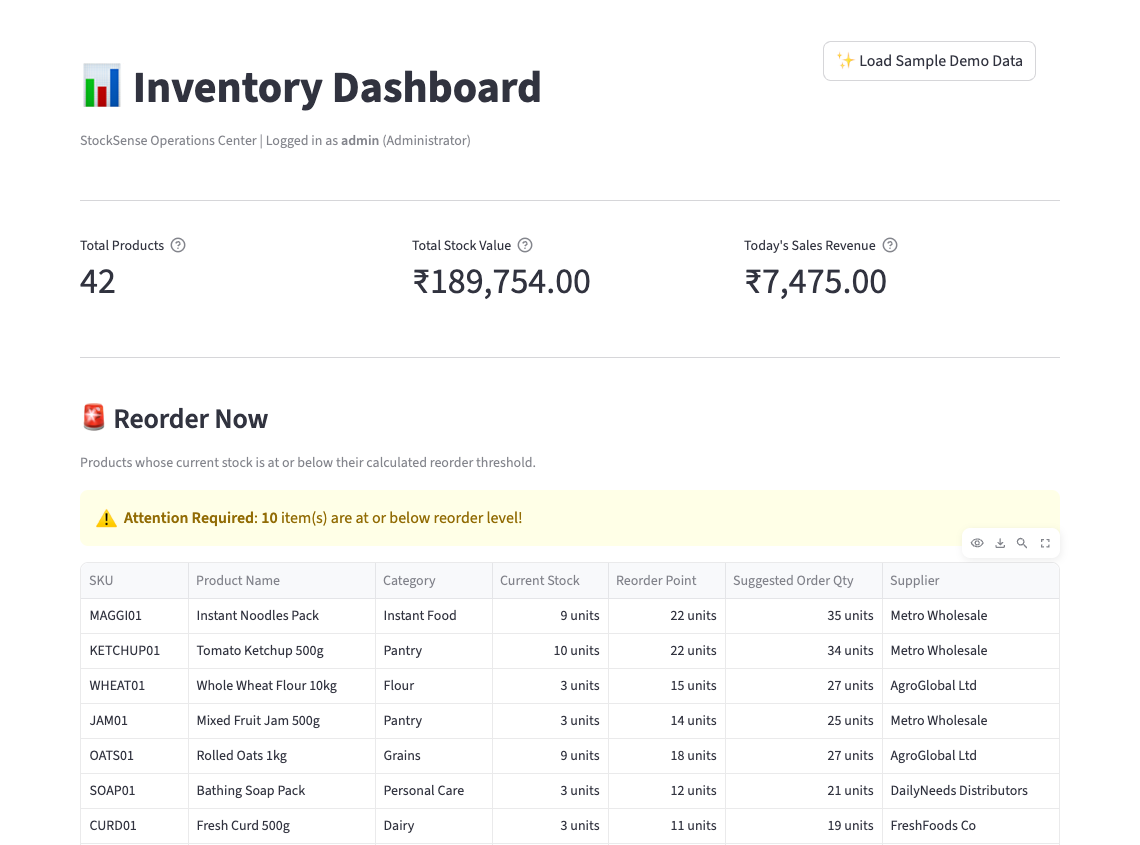 ✨ Load Sample Demo Data
📊 Inventory Dashboard
StockSense Operations Center | Logged in as admin (Administrator)
Total Products Total Stock Value Today's Sales Revenue
42 ₹189,754.00 ₹7,475.00
🚨 Reorder Now
Products whose current stock is at or below their calculated reorder threshold.
⚠️ Attention Required: 10 item(s) are at or below reorder level!
SKU Product Name Category Current Stock Reorder Point Suggested Order Qty Supplier
MAGGI01 Instant Noodles Pack Instant Food 9 units 22 units 35 units Metro Wholesale
KETCHUP01 Tomato Ketchup 500g Pantry 10 units 22 units 34 units Metro Wholesale
WHEAT01 Whole Wheat Flour 10kg Flour 3 units 15 units 27 units AgroGlobal Ltd
JAM01 Mixed Fruit Jam 500g Pantry 3 units 14 units 25 units Metro Wholesale
OATS01 Rolled Oats 1kg Grains 9 units 18 units 27 units AgroGlobal Ltd
SOAP01 Bathing Soap Pack Personal Care 3 units 12 units 21 units DailyNeeds Distributors
CURD01 Fresh Curd 500g Dairy 3 units 11 units 19 units FreshFoods Co